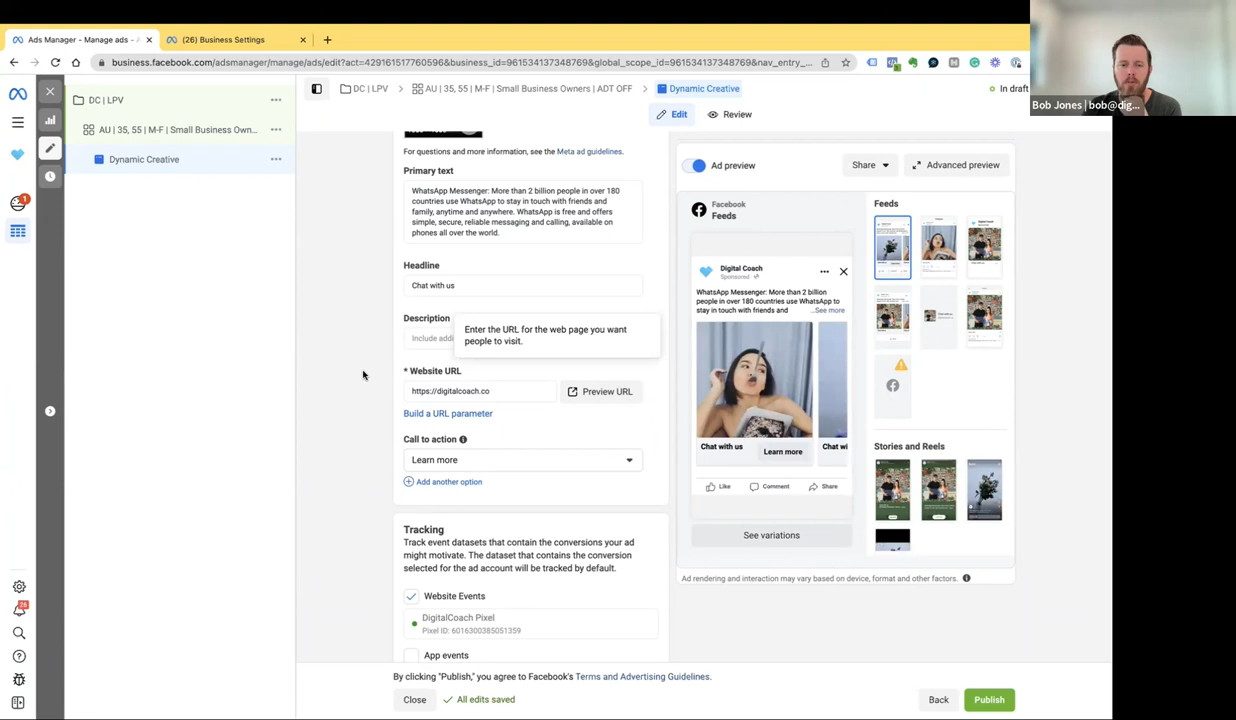 Ads Manager - Manage ads - A
(26) Business Settings
business.facebook.com/adsmanager/manage/ads/edit?act=429161517760596&business_id=961534137348769&global_scope_id=961534137348769&nav_entry_...
Bob Jones | bob@dig...
DC | LPV
AU | 35, 55 | M-F | Small Business Own...
Dynamic Creative
1
26
DC | LPV
AU | 35, 55 | M-F | Small Business Owners | ADT OFF
Dynamic Creative
In draft
Edit
Review
For questions and more information, see the Meta ad guidelines.
Primary text
WhatsApp Messenger: More than 2 billion people in over 180
countries use WhatsApp to stay in touch with friends and
family, anytime and anywhere. WhatsApp is free and offers
simple, secure, reliable messaging and calling, available on
phones all over the world.
Headline
Chat with us
Description
Include addi
Enter the URL for the web page you want
people to visit.
* Website URL
https://digitalcoach.co
Preview URL
Build a URL parameter
Call to action
Learn more
Add another option
Tracking
Track event datasets that contain the conversions your ad
might motivate. The dataset that contains the conversion
selected for the ad account will be tracked by default.
Website Events
DigitalCoach Pixel
Pixel ID: 6016300385051359
App events
Ad preview
Share
Advanced preview
Facebook
Feeds
Digital Coach
Sponsored
WhatsApp Messenger: More than 2 billion
people in over 180 countries use WhatsApp to
stay in touch with friends and
...See more
Chat with us
Learn more
Chat wi
Like
Comment
Share
See variations
Feeds
Stories and Reels
Ad rendering and interaction may vary based on device, format and other factors.
By clicking "Publish," you agree to Facebook's Terms and Advertising Guidelines.
Close
All edits saved
Back
Publish